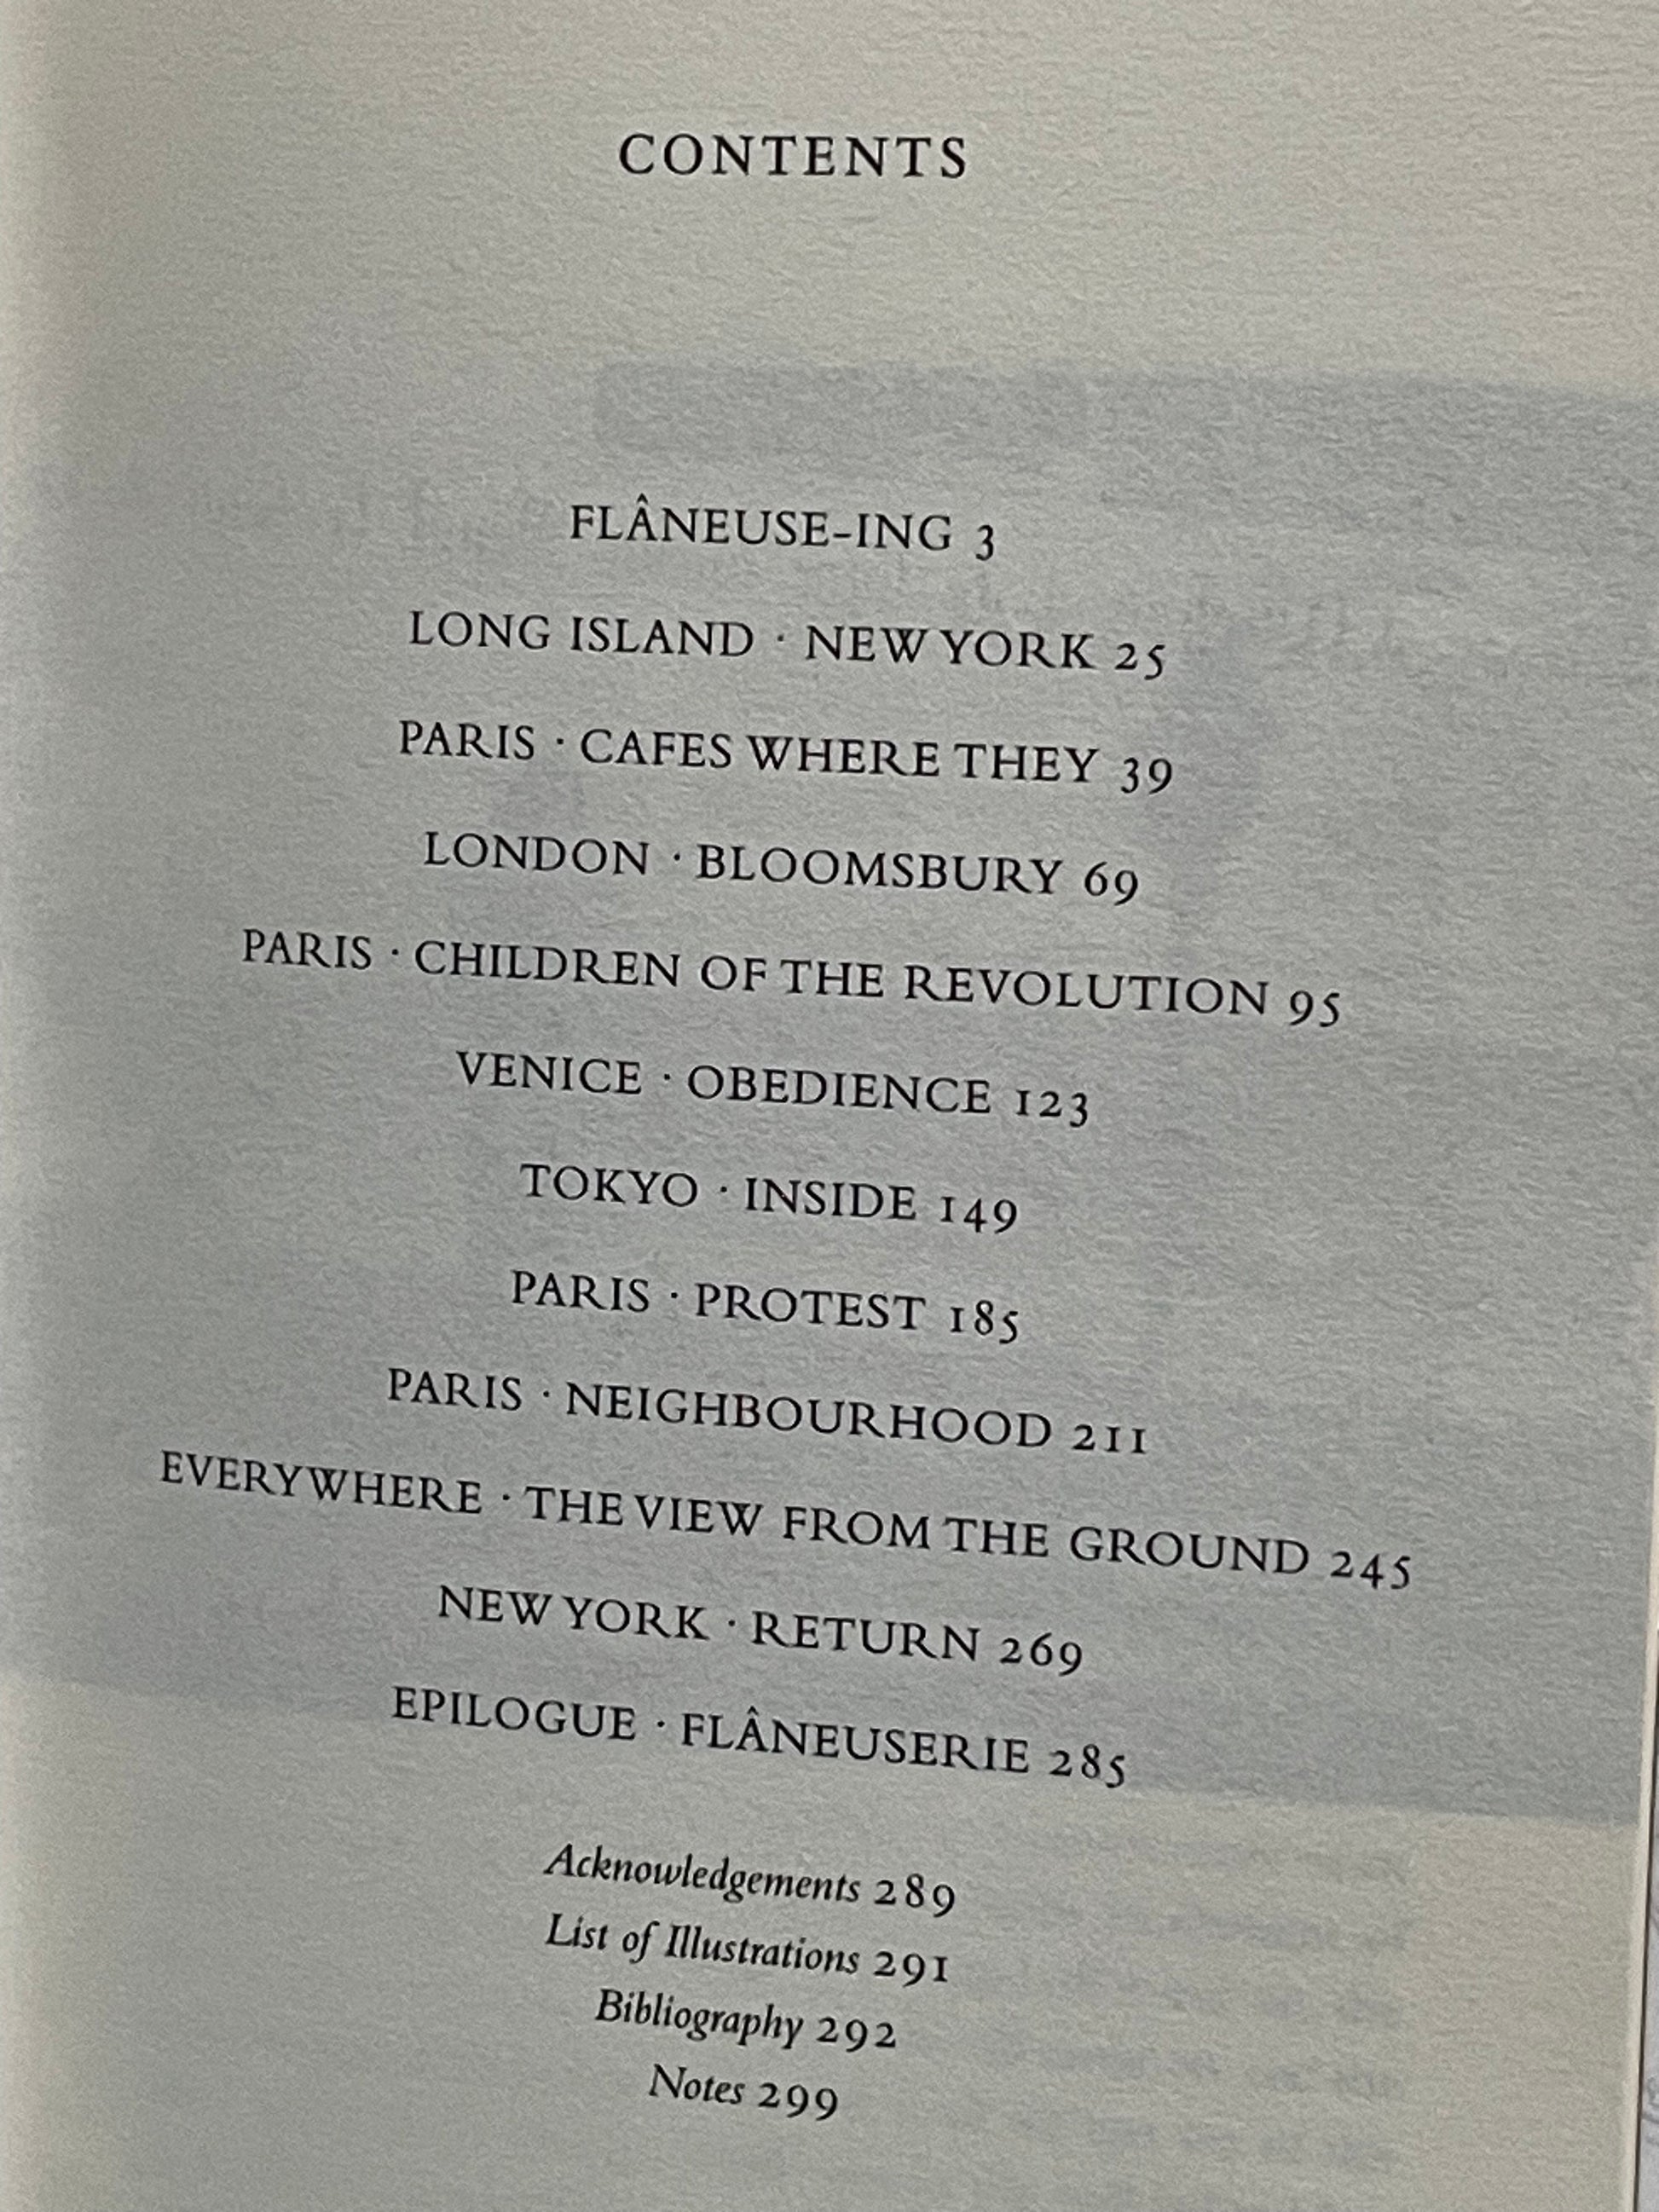 CONTENTS
FLÂNEUSE-ING 3
LONG ISLAND · NEW YORK 25
PARIS · CAFES WHERE THEY 39
LONDON · BLOOMSBURY 69
PARIS · CHILDREN OF THE REVOLUTION 95
VENICE · OBEDIENCE 123
TOKYO · INSIDE 149
PARIS · PROTEST 185
PARIS · NEIGHBOURHOOD 211
EVERYWHERE · THE VIEW FROM THE GROUND 245
NEW YORK · RETURN 269
EPILOGUE · FLÂNEUSERIE 285
Acknowledgements 289
List of Illustrations 291
Bibliography 292
Notes 299